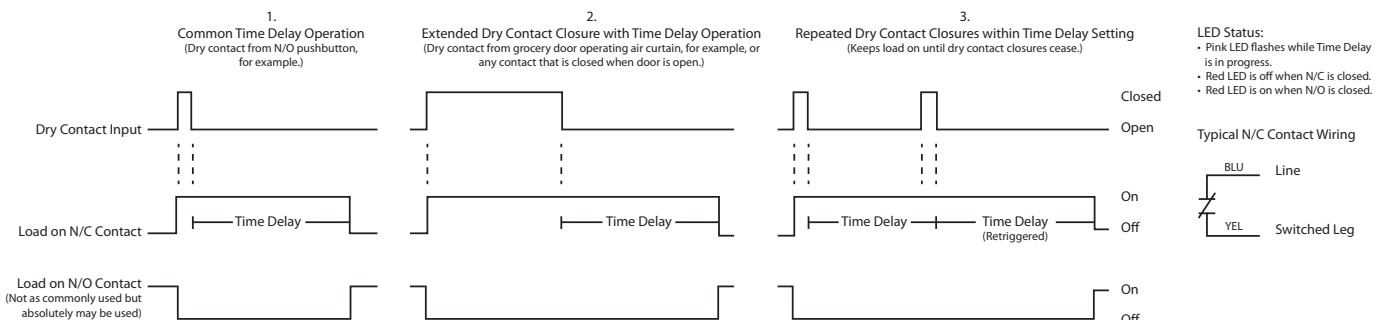 1.
Common Time Delay Operation
(Dry contact from N/O pushbutton,
for example.)
2.
Extended Dry Contact Closure with Time Delay Operation
(Dry contact from grocery door operating air curtain, for example, or
any contact that is closed when door is open.)
3.
Repeated Dry Contact Closures within Time Delay Setting
(Keeps load on until dry contact closures cease.)
LED Status:
• Pink LED flashes while Time Delay
is in progress.
• Red LED is off when N/C is closed.
• Red LED is on when N/O is closed.
Dry Contact Input
Closed
Open
Typical N/C Contact Wiring
BLU Line
YEL Switched Leg
Load on N/C Contact
Time Delay
Time Delay
Time Delay
Time Delay
(Retriggered)
On
Off
Load on N/O Contact
(Not as commonly used but
absolutely may be used)
On
Off